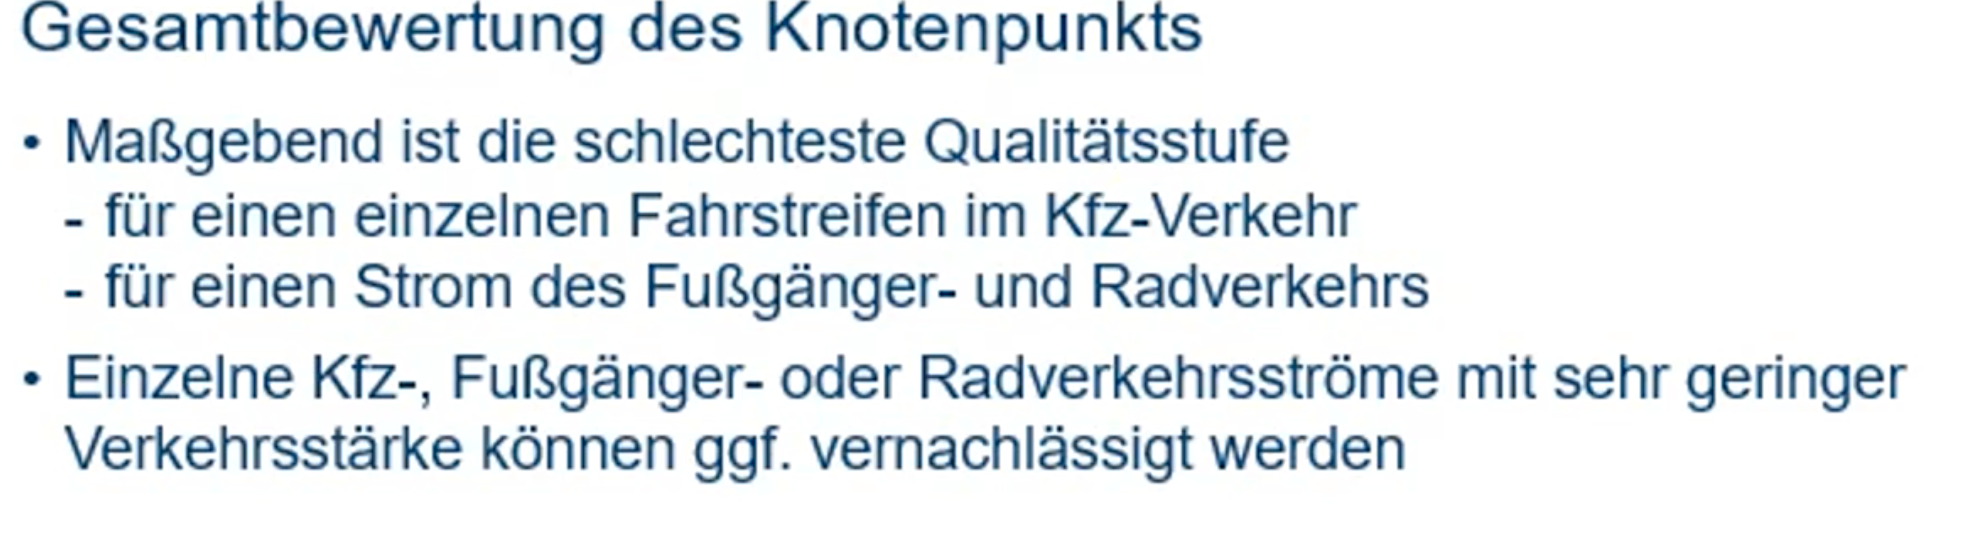 Gesamtbewertung des Knotenpunkts
• Maßgebend ist die schlechteste Qualitätsstufe
- für einen einzelnen Fahrstreifen im Kfz-Verkehr
- für einen Strom des Fußgänger- und Radverkehrs
• Einzelne Kfz-, Fußgänger- oder Radverkehrsströme mit sehr geringer
Verkehrsstärke können ggf. vernachlässigt werden